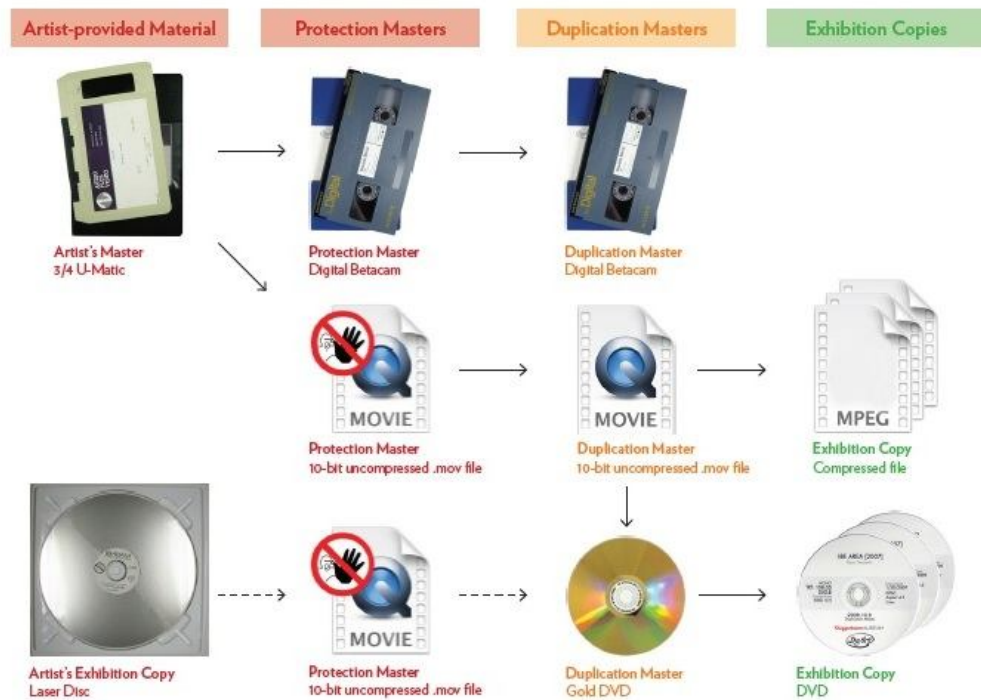 Artist-provided Material
Protection Masters
Duplication Masters
Exhibition Copies
Digital
Digital
Artist's Master
3/4 U-Matic
Protection Master
Digital Betacam
Duplication Master
Digital Betacam
MOVIE
MOVIE
MPEG
Protection Master
10-bit uncompressed .mov file
Duplication Master
10-bit uncompressed .mov file
Exhibition Copy
Compressed file
MOVIE
Artist's Exhibition Copy
Laser Disc
Protection Master
10-bit uncompressed .mov file
Duplication Master
Gold DVD
Exhibition Copy
DVD